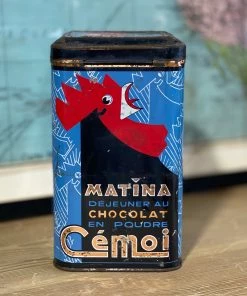 MATINA
DÉJEUNER AU
CHOCOLAT
EN POUDRE
Cémoi